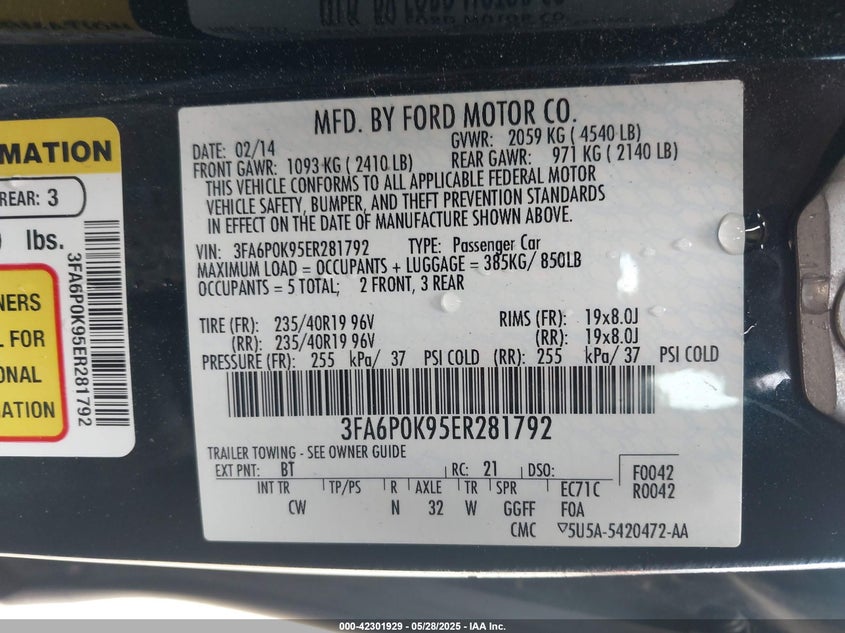 MFD. BY FORD MOTOR CO.
DATE: 02/14 GVWR: 2059 KG ( 4540 LB)
FRONT GAWR: 1093 KG ( 2410 LB) REAR GAWR: 971 KG ( 2140 LB)
THIS VEHICLE CONFORMS TO ALL APPLICABLE FEDERAL MOTOR
VEHICLE SAFETY, BUMPER, AND THEFT PREVENTION STANDARDS
IN EFFECT ON THE DATE OF MANUFACTURE SHOWN ABOVE.
VIN: 3FA6P0K95ER281792 TYPE: Passenger Car
MAXIMUM LOAD = OCCUPANTS + LUGGAGE = 385KG/ 850LB
OCCUPANTS = 5 TOTAL; 2 FRONT, 3 REAR
TIRE (FR): 235/40R19 96V RIMS (FR): 19x8.0J
(RR): 235/40R19 96V (RR): 19x8.0J
PRESSURE (FR): 255 kPa/ 37 PSI COLD (RR): 255 kPa/ 37 PSI COLD
3FA6P0K95ER281792
TRAILER TOWING - SEE OWNER GUIDE
EXT PNT: BT RC: 21 DSO: F0042
INT TR TP/PS R AXLE TR SPR EC71C R0042
CW N 32 W GGFF F0A
CMC ▽5U5A-5420472-AA
MATION
REAR: 3
lbs.
NERS
L FOR
ONAL
MATION
3FA6P0K95ER281792
000-42301929 — 05/28/2025 — IAA Inc.